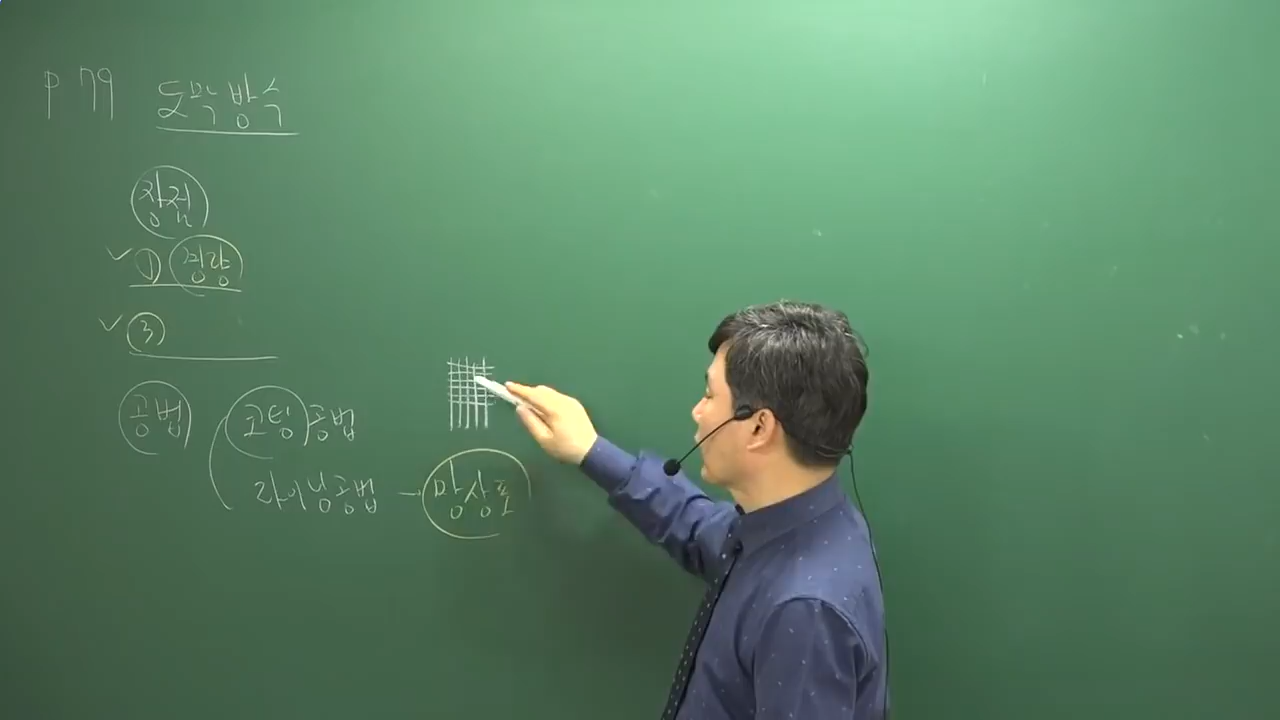 p 79 도막방수
장점
✓ ① 경량
✓ ③
공법 코팅공법
라이닝공법 → 망상포